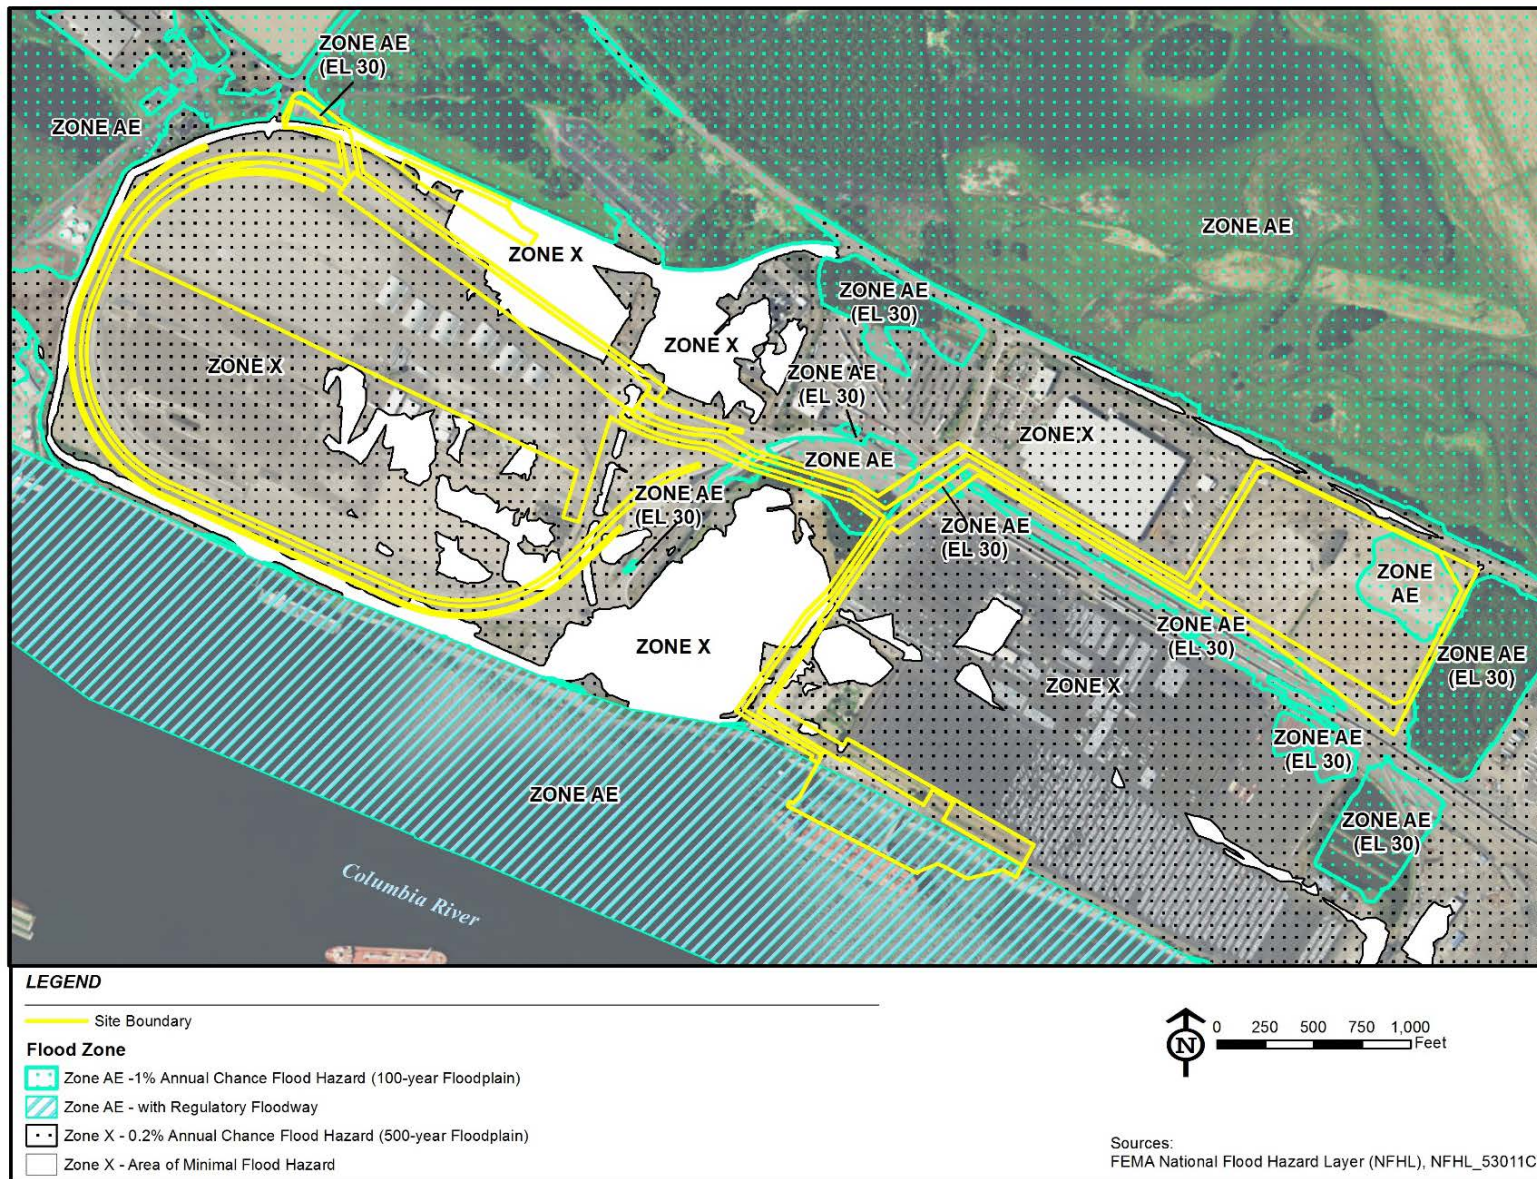 ZONE AE
(EL 30)
ZONE AE
ZONE AE
ZONE X
ZONE AE
(EL 30)
ZONE X
ZONE X
ZONE AE
(EL 30)
ZONE X
ZONE AE
ZONE AE
(EL 30)
ZONE AE
(EL 30)
ZONE
AE
ZONE AE
(EL 30)
ZONE X
ZONE AE
(EL 30)
ZONE X
ZONE AE
(EL 30)
ZONE AE
ZONE AE
(EL 30)
Columbia River
LEGEND
Site Boundary
Flood Zone
Zone AE -1% Annual Chance Flood Hazard (100-year Floodplain)
Zone AE - with Regulatory Floodway
Zone X - 0.2% Annual Chance Flood Hazard (500-year Floodplain)
Zone X - Area of Minimal Flood Hazard
N
0 250 500 750 1,000
Feet
Sources:
FEMA National Flood Hazard Layer (NFHL), NFHL_53011C